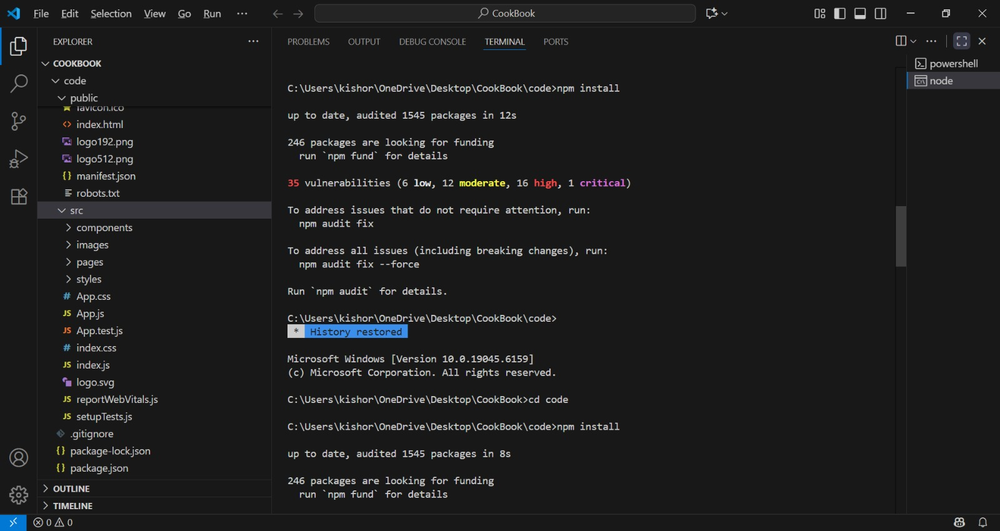 File Edit Selection View Go Run ...
CookBook
EXPLORER
COOKBOOK
code
public
favicon.ico
index.html
logo192.png
logo512.png
manifest.json
robots.txt
src
components
images
pages
styles
App.css
App.js
App.test.js
index.css
index.js
logo.svg
reportWebVitals.js
setupTests.js
.gitignore
package-lock.json
package.json
OUTLINE
TIMELINE
PROBLEMS OUTPUT DEBUG CONSOLE TERMINAL PORTS
C:\Users\kishor\OneDrive\Desktop\CookBook\code>npm install
up to date, audited 1545 packages in 12s
246 packages are looking for funding
run `npm fund` for details
35 vulnerabilities (6 low, 12 moderate, 16 high, 1 critical)
To address issues that do not require attention, run:
npm audit fix
To address all issues (including breaking changes), run:
npm audit fix --force
Run `npm audit` for details.
C:\Users\kishor\OneDrive\Desktop\CookBook\code>
* History restored
Microsoft Windows [Version 10.0.19045.6159]
(c) Microsoft Corporation. All rights reserved.
C:\Users\kishor\OneDrive\Desktop\CookBook>cd code
C:\Users\kishor\OneDrive\Desktop\CookBook\code>npm install
up to date, audited 1545 packages in 8s
246 packages are looking for funding
run `npm fund` for details
powershell
node
0 0